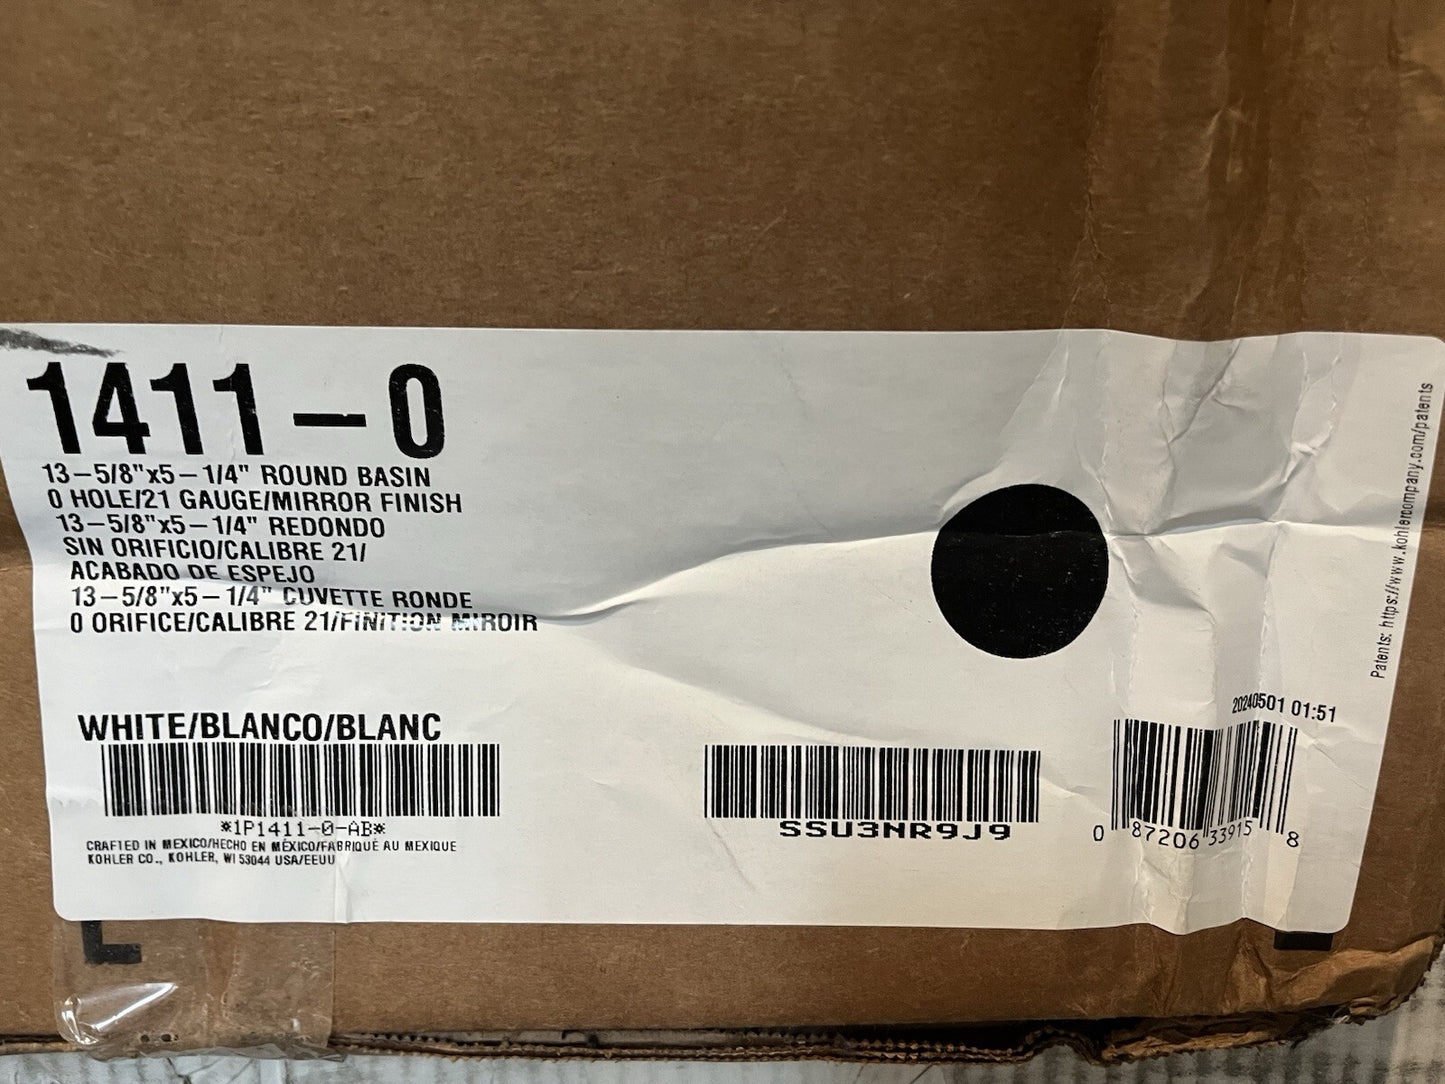 1411-0
13-5/8"x5-1/4" ROUND BASIN
0 HOLE/21 GAUGE/MIRROR FINISH
13-5/8"x5-1/4" REDONDO
SIN ORIFICIO/CALIBRE 21/
ACABADO DE ESPEJO
13-5/8"x5-1/4" CUVETTE RONDE
0 ORIFICE/CALIBRE 21/FINITION MIROIR
WHITE/BLANCO/BLANC
*1P1411-0-AB*
CRAFTED IN MEXICO/HECHO EN MÉXICO/FABRIQUÉ AU MEXIQUE
KOHLER CO., KOHLER, WI 53044 USA/EEUU
SSU3NR9J9
20240501 01:51
0 87206 33915 8
Patents: https://www.kohlercompany.com/patents
L